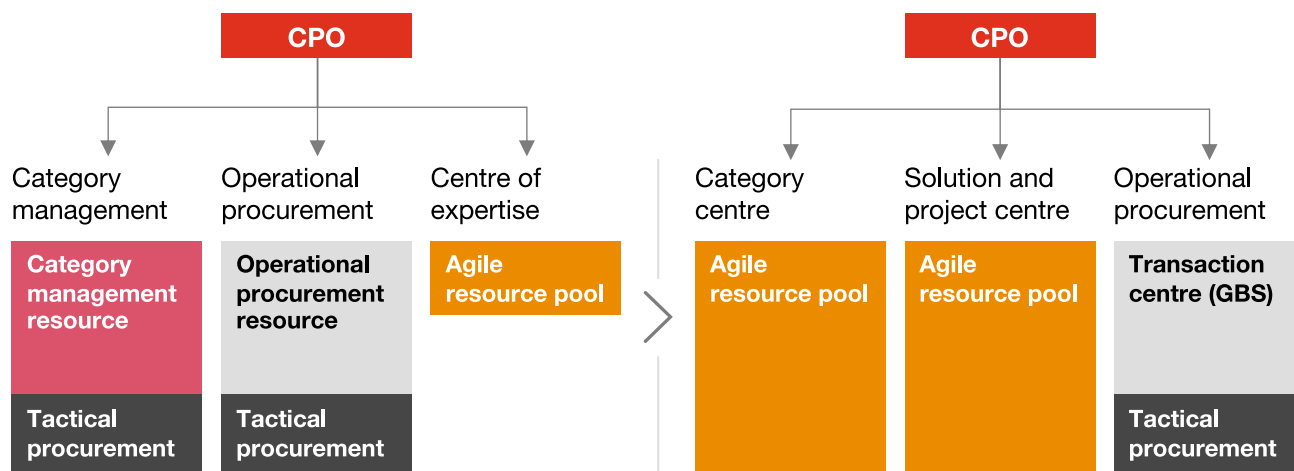 CPO
Category
management
Operational
procurement
Centre of
expertise
Category
management
resource
Tactical
procurement
Operational
procurement
resource
Tactical
procurement
Agile
resource pool
CPO
Category
centre
Solution and
project centre
Operational
procurement
Agile
resource pool
Agile
resource pool
Transaction
centre (GBS)
Tactical
procurement